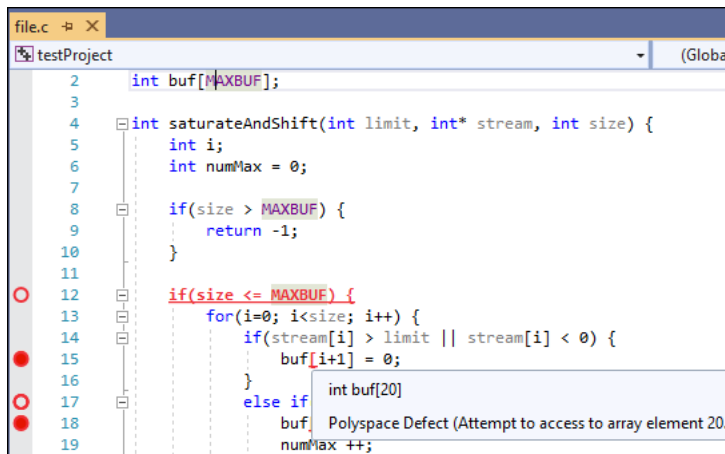 file.c
testProject (Globa
2 int buf[MAXBUF];
3
4 int saturateAndShift(int limit, int* stream, int size) {
5 int i;
6 int numMax = 0;
7
8 if(size > MAXBUF) {
9 return -1;
10 }
11
12 if(size <= MAXBUF) {
13 for(i=0; i<size; i++) {
14 if(stream[i] > limit || stream[i] < 0) {
15 buf[i+1] = 0;
16 }
int buf[20]
17 else if
18 buf[
Polyspace Defect (Attempt to access to array element 20.
19 numMax ++;